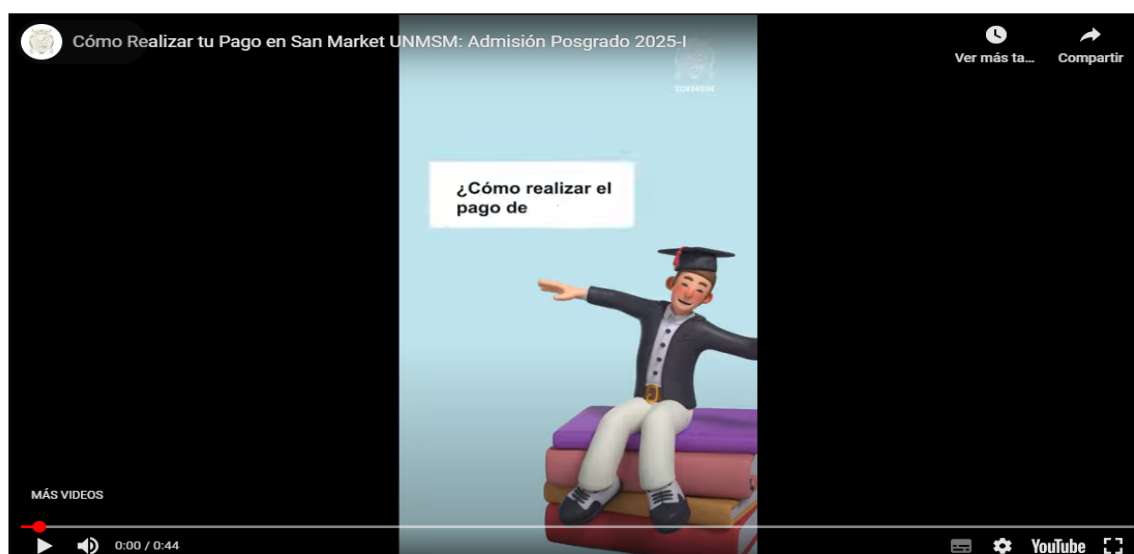 Cómo Realizar tu Pago en San Market UNMSM: Admisión Posgrado 2025-I
Ver más ta...
Compartir
¿Cómo realizar el
pago de
MÁS VIDEOS
0:00 / 0:44
YouTube